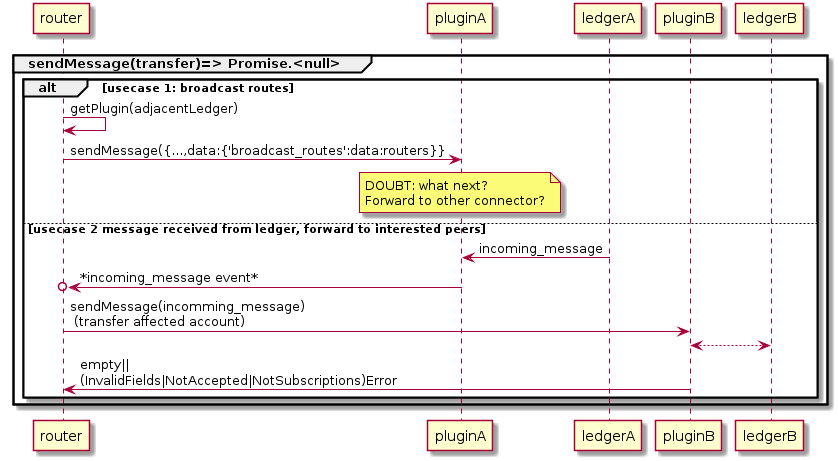 router
pluginA
ledgerA
pluginB
ledgerB
sendMessage(transfer)=> Promise.<null>
alt
[usecase 1: broadcast routes]
getPlugin(adjacentLedger)
sendMessage({...,data:{'broadcast_routes':data:routers}}
DOUBT: what next?
Forward to other connector?
[usecase 2 message received from ledger, forward to interested peers]
incoming_message
*incoming_message event*
sendMessage(incomming_message)
(transfer affected account)
empty||
(InvalidFields|NotAccepted|NotSubscriptions)Error
router
pluginA
ledgerA
pluginB
ledgerB